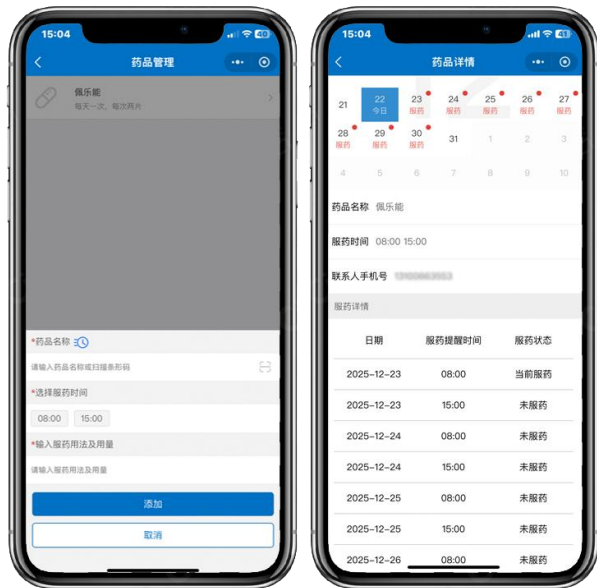 15:04
40
药品管理
佩乐能
每天一次，每次两片
*药品名称
请输入药品名称或扫描条形码
*选择服药时间
08:00 15:00
*输入服药用法及用量
请输入服药用法及用量
添加
取消
15:04
41
药品详情
21 22 23 24 25 26 27
今日 服药 服药 服药 服药 服药
28 29 30 31 1 2 3
服药 服药 服药
4 5 6 7 8 9 10
药品名称 佩乐能
服药时间 08:00 15:00
联系人手机号
服药详情
日期 服药提醒时间 服药状态
2025-12-23 08:00 当前服药
2025-12-23 15:00 未服药
2025-12-24 08:00 未服药
2025-12-24 15:00 未服药
2025-12-25 08:00 未服药
2025-12-25 15:00 未服药
2025-12-26 08:00 未服药